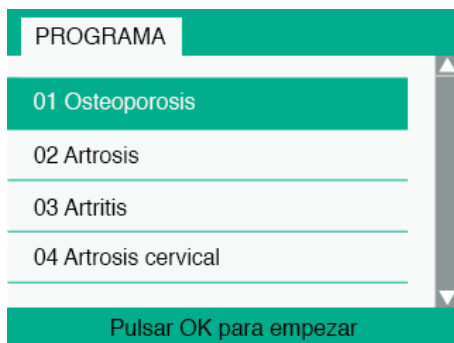 PROGRAMA
01 Osteoporosis
02 Artrosis
03 Artritis
04 Artrosis cervical
Pulsar OK para empezar